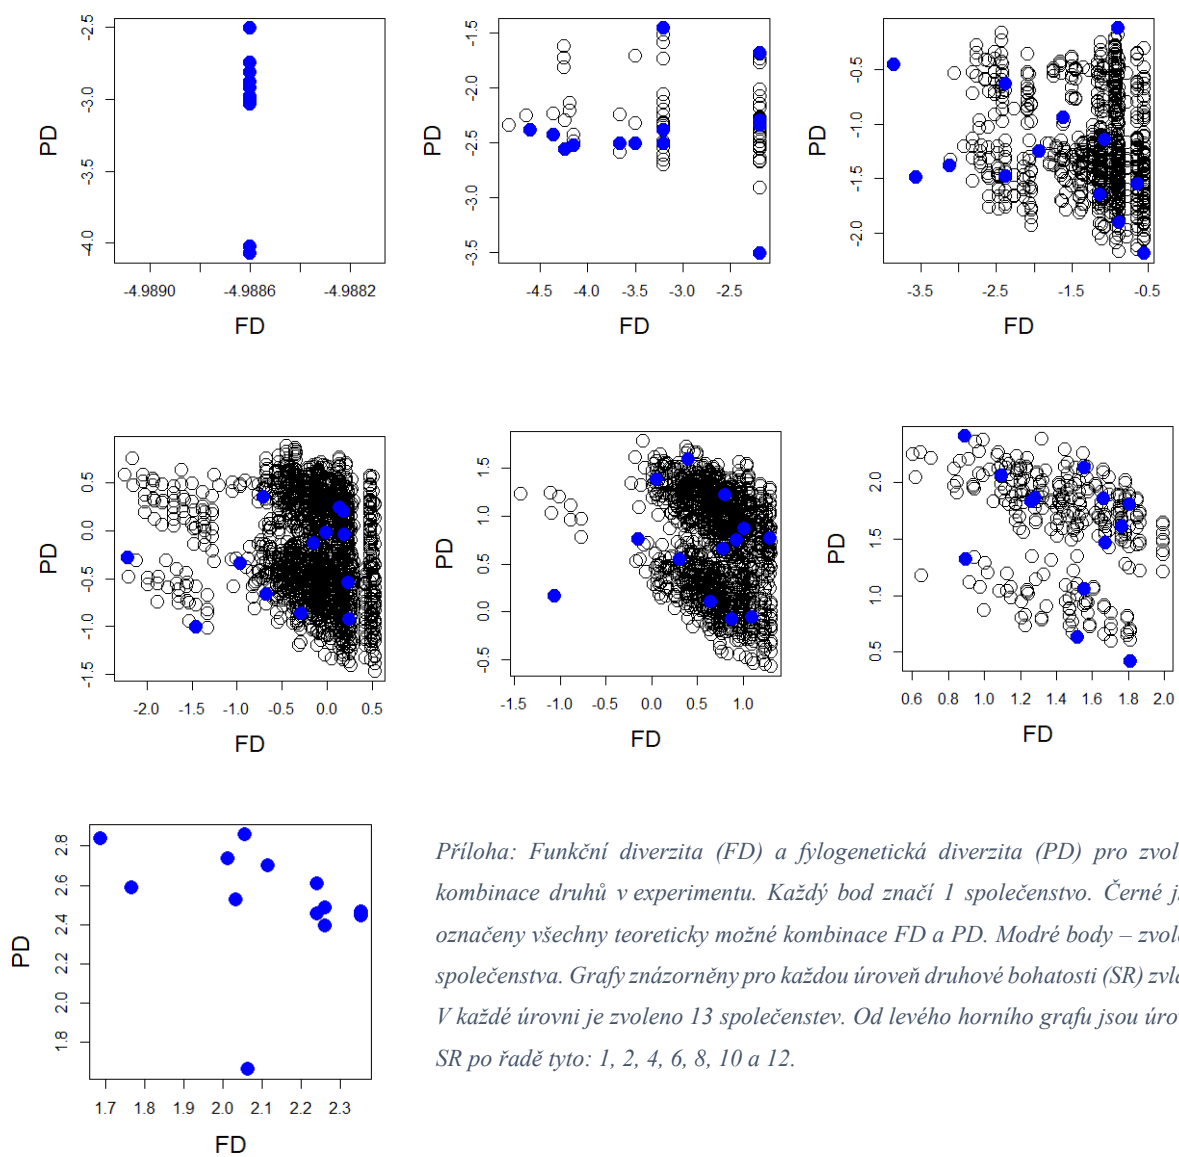 -2.5
-3.0
-3.5
-4.0
PD
-4.9890 -4.9886 -4.9882
FD
-1.5
-2.0
-2.5
-3.0
-3.5
PD
-4.5 -4.0 -3.5 -3.0 -2.5
FD
-0.5
-1.0
-1.5
-2.0
PD
-3.5 -2.5 -1.5 -0.5
FD
0.5
0.0
-0.5
-1.0
-1.5
PD
-2.0 -1.5 -1.0 -0.5 0.0 0.5
FD
1.5
1.0
0.5
0.0
-0.5
PD
-1.5 -1.0 -0.5 0.0 0.5 1.0
FD
2.0
1.5
1.0
0.5
PD
0.6 1.0 1.2 1.4 1.6 1.8 2.0
FD
2.8
2.6
2.4
2.2
2.0
1.8
PD
1.7 1.8 1.9 2.0 2.1 2.2 2.3
FD
Příloha: Funkční diverzita (FD) a fylogenetická diverzita (PD) pro zvol
kombinace druhů v experimentu. Každý bod značí 1 společenstvo. Černé j
označeny všechny teoreticky možné kombinace FD a PD. Modré body – zvol
společenstva. Grafy znázorněny pro každou úroveň druhové bohatosti (SR) zvl
V každé úrovni je zvoleno 13 společenstev. Od levého horního grafu jsou úrov
SR po řadě tyto: 1, 2, 4, 6, 8, 10 a 12.